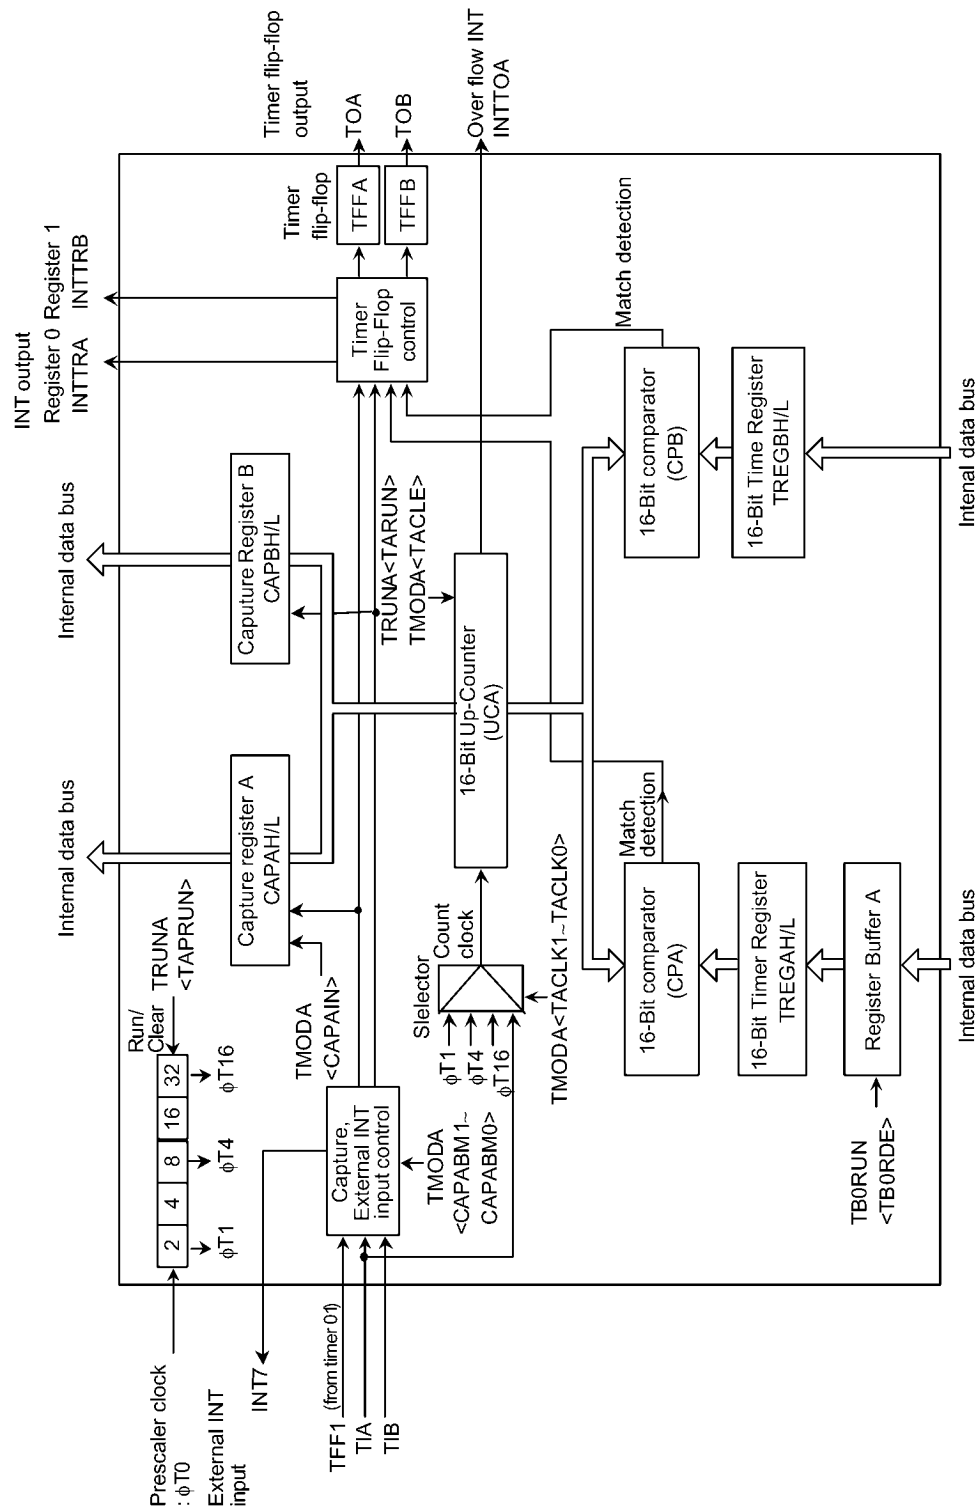 Prescaler clock
: ϕT0
External INT
input
2
4
8
16
32
ϕT1
ϕT4
ϕT16
Run/
Clear
TRUNA
<TAPRUN>
Internal data bus
Internal data bus
INT output
Register 0
Register 1
INTTRA
INTTRB
INT7
TFF1
(from timer 01)
TIA
TIB
Capture,
External INT
input control
TMODA
<CAPAIN>
Capture register A
CAPAH/L
Caputure Register B
CAPBH/L
TMODA
<CAPABM1~
CAPABM0>
Slelector
ϕT1
ϕT4
ϕT16
Count
clock
TMODA<TACLK1~TACLK0>
TRUNA<TARUN>
TMODA<TACLE>
16-Bit Up-Counter
(UCA)
Timer
Flip-Flop
control
Timer
flip-flop
TFFA
TFFB
Timer flip-flop
output
TOA
TOB
Over flow INT
INTTOA
Match
detection
Match detection
16-Bit comparator
(CPA)
16-Bit Timer Register
TREGAH/L
Register Buffer A
TB0RUN
<TB0RDE>
16-Bit comparator
(CPB)
16-Bit Time Register
TREGBH/L
Internal data bus
Intenal data bus